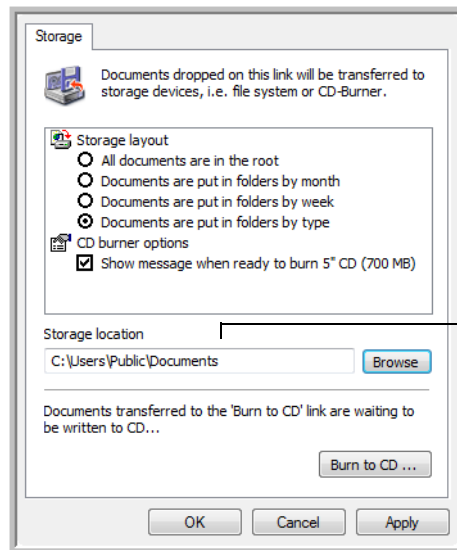 Storage
Documents dropped on this link will be transferred to
storage devices, i.e. file system or CD-Burner.
Storage layout
All documents are in the root
Documents are put in folders by month
Documents are put in folders by week
Documents are put in folders by type
CD burner options
Show message when ready to burn 5" CD (700 MB)
Storage location
C:\Users\Public\Documents
Browse
Documents transferred to the 'Burn to CD' link are waiting to
be written to CD...
Burn to CD ...
OK Cancel Apply